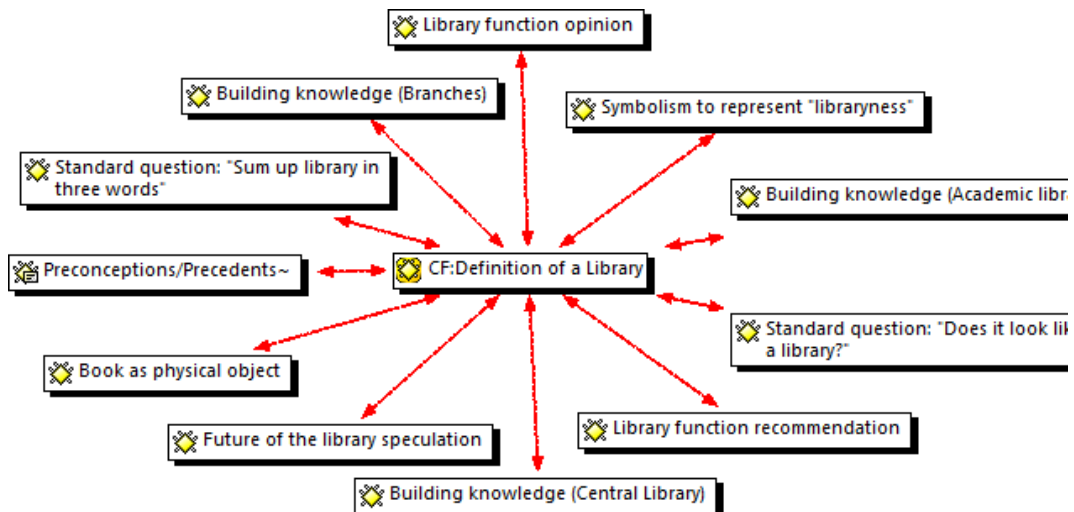 Library function opinion
Building knowledge (Branches)
Symbolism to represent "libraryness"
Standard question: "Sum up library in
three words"
Building knowledge (Academic libra
CF:Definition of a Library
Preconceptions/Precedents~
Standard question: "Does it look lik
a library?"
Book as physical object
Library function recommendation
Future of the library speculation
Building knowledge (Central Library)